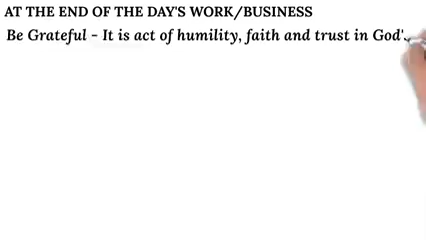 AT THE END OF THE DAY'S WORK/BUSINESS
Be Grateful - It is act of humility, faith and trust in God'